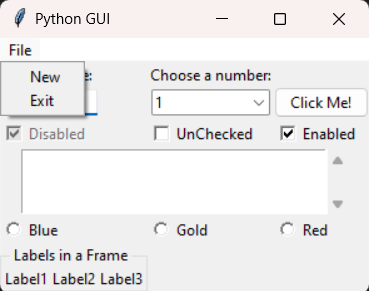 Python GUI
File
New
Exit
Choose a number:
1
Click Me!
Disabled
UnChecked
Enabled
Blue
Gold
Red
Labels in a Frame
Label1 Label2 Label3